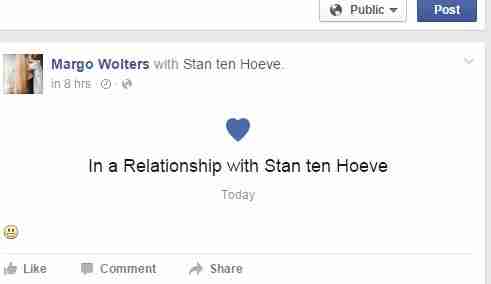 Public
Post
Margo Wolters with Stan ten Hoeve.
in 8 hrs
In a Relationship with Stan ten Hoeve
Today
Like Comment Share